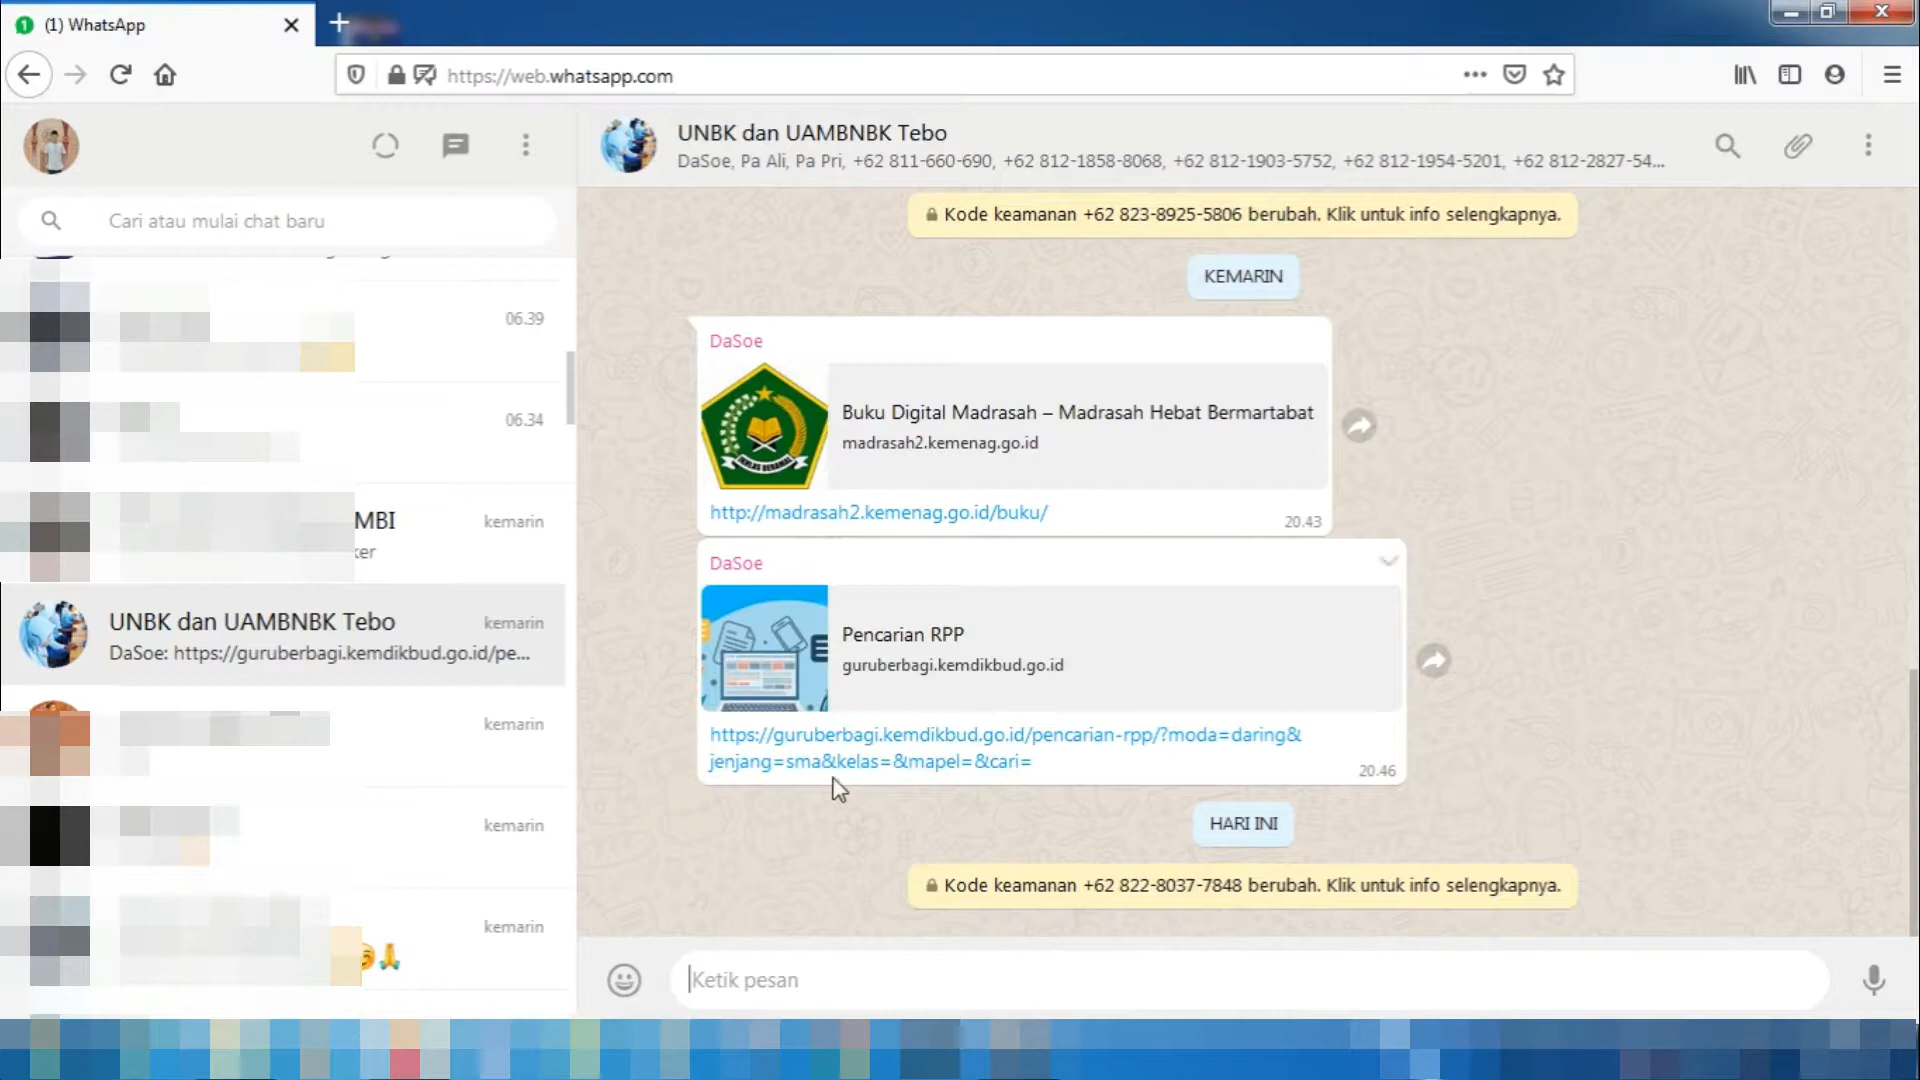 (1) WhatsApp
https://web.whatsapp.com
UNBK dan UAMBNBK Tebo
DaSoe, Pa Ali, Pa Pri, +62 811-660-690, +62 812-1858-8068, +62 812-1903-5752, +62 812-1954-5201, +62 812-2827-54...
Cari atau mulai chat baru
06.39
06.34
MBI
kemarin
ker
UNBK dan UAMBNBK Tebo
kemarin
DaSoe: https://guruberbagi.kemdikbud.go.id/pe...
kemarin
kemarin
kemarin
Kode keamanan +62 823-8925-5806 berubah. Klik untuk info selengkapnya.
KEMARIN
DaSoe
IKHLAS BERAMAL
Buku Digital Madrasah – Madrasah Hebat Bermartabat
madrasah2.kemenag.go.id
http://madrasah2.kemenag.go.id/buku/
20.43
DaSoe
Pencarian RPP
guruberbagi.kemdikbud.go.id
https://guruberbagi.kemdikbud.go.id/pencarian-rpp/?moda=daring&
jenjang=sma&kelas=&mapel=&cari=
20.46
HARI INI
Kode keamanan +62 822-8037-7848 berubah. Klik untuk info selengkapnya.
Ketik pesan